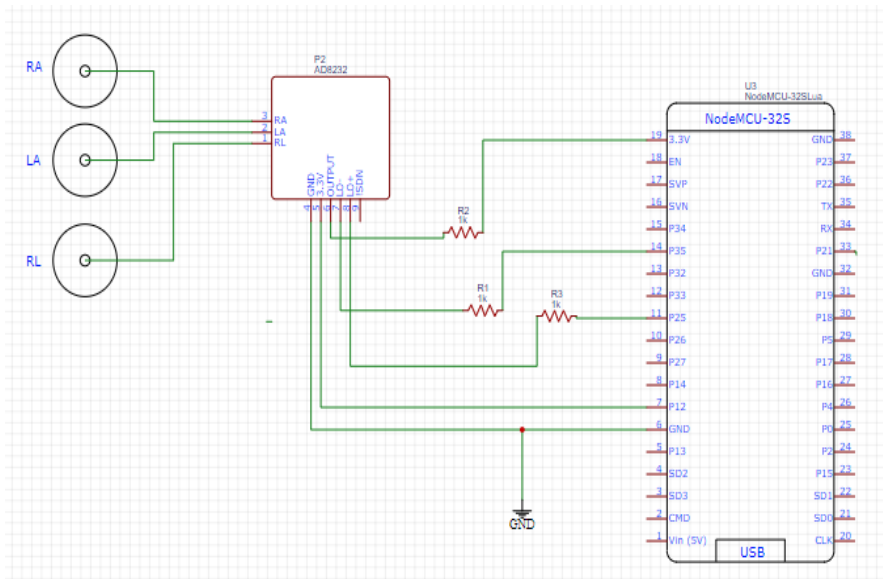 RA
LA
RL
P2
AD8232
3 RA
2 LA
1 RL
GND
3.3V
OUTPUT
LO-
LO+
!SDN
4
5
6
7
8
9
R2
1k
R1
1k
R3
1k
GND
U3
NodeMCU-32SLua
NodeMCU-32S
19 3.3V GND 38
18 EN P23 37
17 SVP P22 36
16 SVN TX 35
15 P34 RX 34
14 P35 P21 33
13 P32 GND 32
12 P33 P19 31
11 P25 P18 30
10 P26 P5 29
9 P27 P17 28
8 P14 P16 27
7 P12 P4 26
6 GND P0 25
5 P13 P2 24
4 SD2 P15 23
3 SD3 SD1 22
2 CMD SD0 21
1 Vin (5V) CLK 20
USB